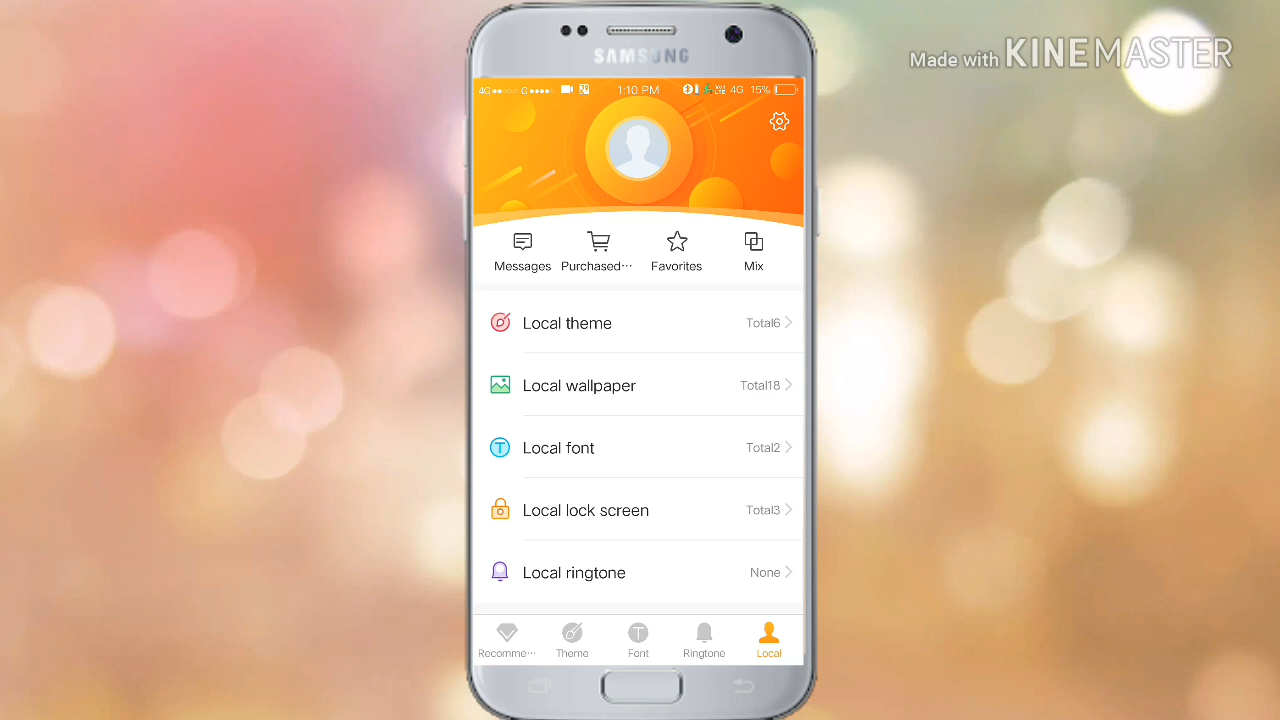 Made with KINEMASTER
SAMSUNG
4G G 1:10 PM 4G 15%
Messages Purchased··· Favorites Mix
Local theme Total6
Local wallpaper Total18
Local font Total2
Local lock screen Total3
Local ringtone None
Recomme··· Theme Font Ringtone Local